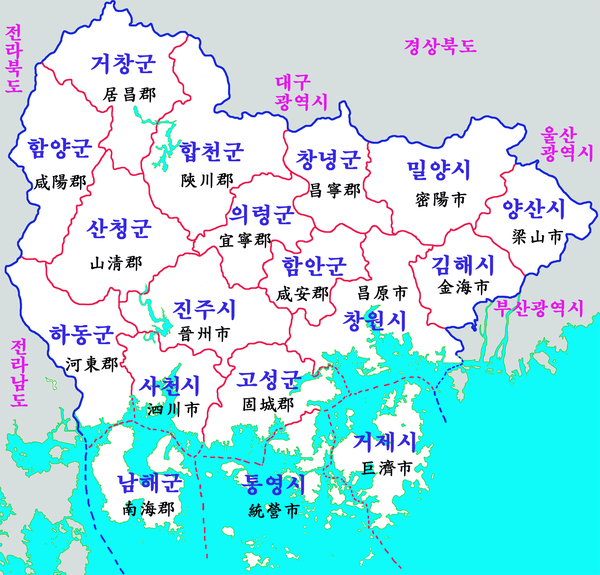 전라북도
거창군
居昌郡
경상북도
대구
광역시
울산
광역시
함양군
咸陽郡
합천군
陜川郡
창녕군
昌寧郡
밀양시
密陽市
양산시
梁山市
산청군
山清郡
의령군
宜寧郡
함안군
咸安郡
昌原市
창원시
김해시
金海市
부산광역시
진주시
晉州市
하동군
河東郡
전라남도
사천시
泗川市
고성군
固城郡
거제시
巨濟市
남해군
南海郡
통영시
統營市